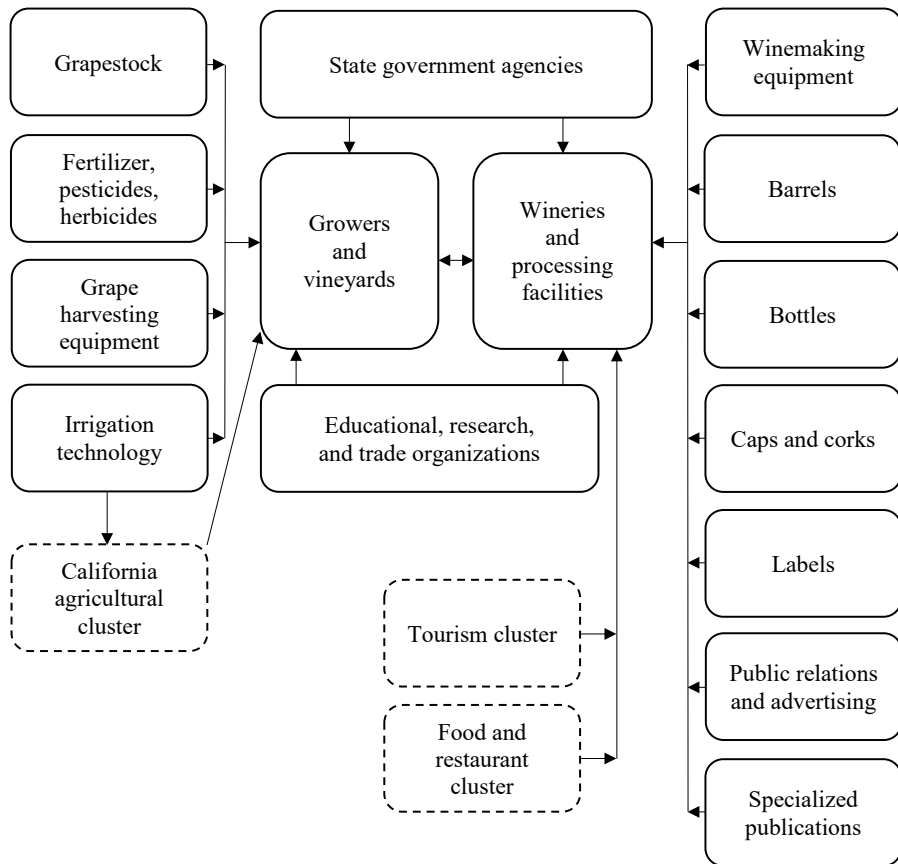 Grapestock
State government agencies
Winemaking
equipment
Fertilizer,
pesticides,
herbicides
Growers
and
vineyards
Wineries
and
processing
facilities
Barrels
Grape
harvesting
equipment
Bottles
Irrigation
technology
Educational, research,
and trade organizations
Caps and corks
California
agricultural
cluster
Labels
Tourism cluster
Public relations
and advertising
Food and
restaurant
cluster
Specialized
publications